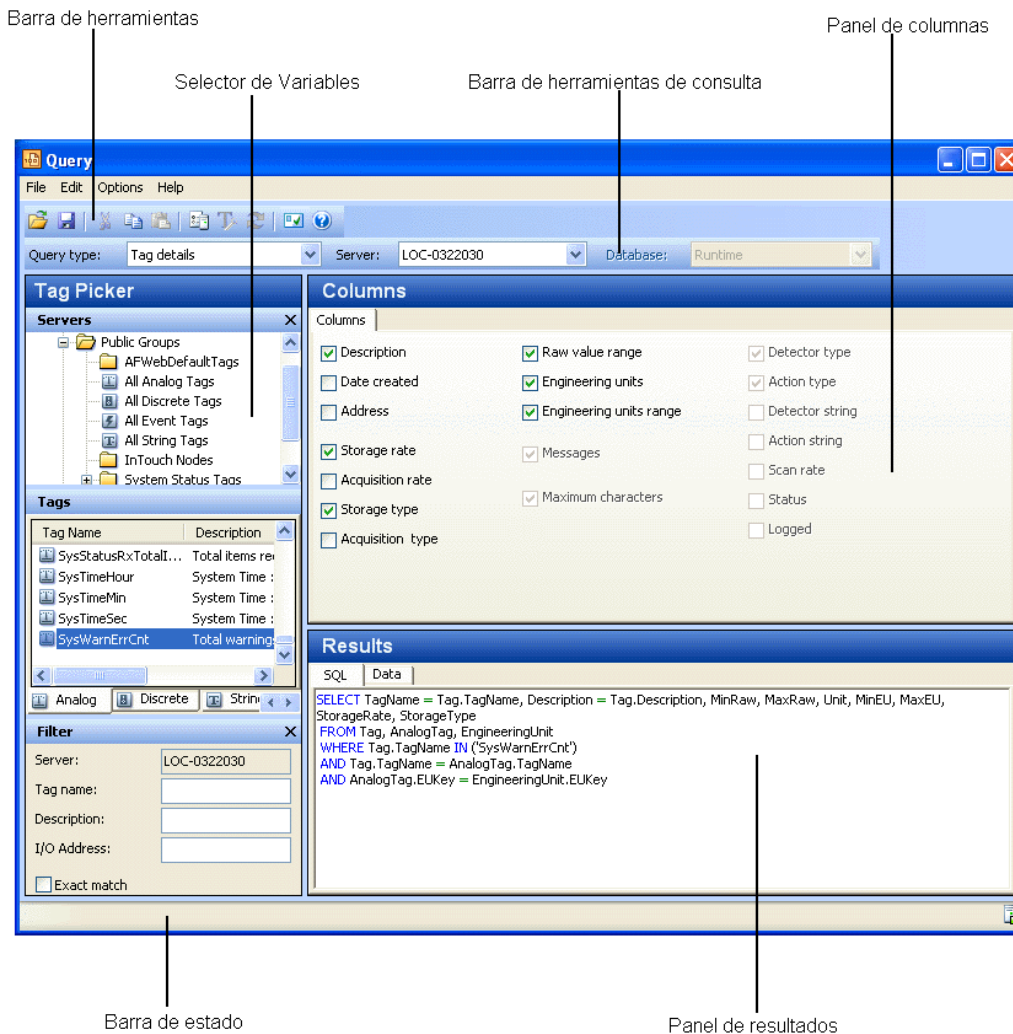 Barra de herramientas
Panel de columnas
Selector de Variables
Barra de herramientas de consulta
Query
File Edit Options Help
Query type: Tag details Server: LOC-0322030 Database: Runtime
Tag Picker
Servers
Public Groups
AFWebDefaultTags
All Analog Tags
All Discrete Tags
All Event Tags
All String Tags
InTouch Nodes
System Status Tags
Tags
Tag Name Description
SysStatusRxTotalI... Total items re
SysTimeHour System Time :
SysTimeMin System Time :
SysTimeSec System Time :
SysWarnErrCnt Total warning
Analog Discrete Strin
Filter
Server: LOC-0322030
Tag name:
Description:
I/O Address:
Exact match
Columns
Columns
Description Raw value range Detector type
Date created Engineering units Action type
Address Engineering units range Detector string
Storage rate Messages Action string
Acquisition rate Scan rate
Storage type Maximum characters Status
Acquisition type Logged
Results
SQL Data
SELECT TagName = Tag.TagName, Description = Tag.Description, MinRaw, MaxRaw, Unit, MinEU, MaxEU,
StorageRate, StorageType
FROM Tag, AnalogTag, EngineeringUnit
WHERE Tag.TagName IN ('SysWarnErrCnt')
AND Tag.TagName = AnalogTag.TagName
AND AnalogTag.EUKey = EngineeringUnit.EUKey
Barra de estado
Panel de resultados